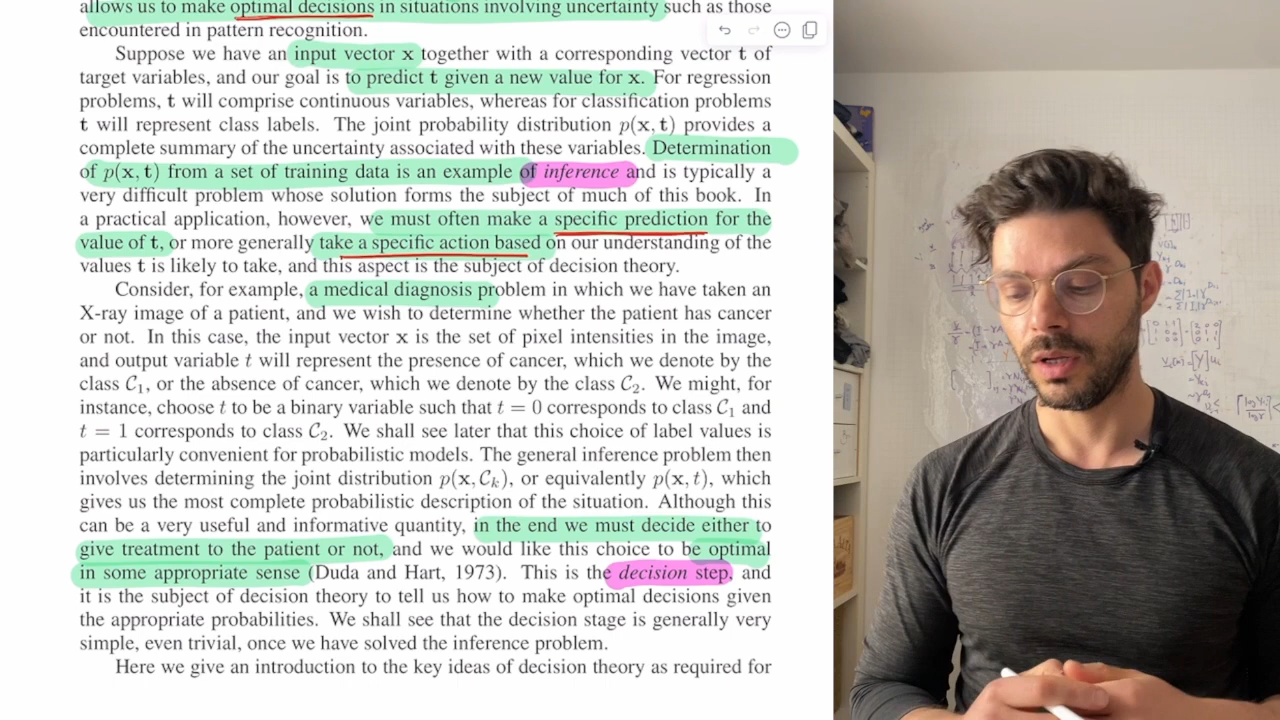 allows us to make optimal decisions in situations involving uncertainty such as those
encountered in pattern recognition.
Suppose we have an input vector x together with a corresponding vector t of
target variables, and our goal is to predict t given a new value for x. For regression
problems, t will comprise continuous variables, whereas for classification problems
t will represent class labels. The joint probability distribution p(x, t) provides a
complete summary of the uncertainty associated with these variables. Determination
of p(x, t) from a set of training data is an example of inference and is typically a
very difficult problem whose solution forms the subject of much of this book. In
a practical application, however, we must often make a specific prediction for the
value of t, or more generally take a specific action based on our understanding of the
values t is likely to take, and this aspect is the subject of decision theory.
Consider, for example, a medical diagnosis problem in which we have taken an
X-ray image of a patient, and we wish to determine whether the patient has cancer
or not. In this case, the input vector x is the set of pixel intensities in the image,
and output variable t will represent the presence of cancer, which we denote by the
class C₁, or the absence of cancer, which we denote by the class C₂. We might, for
instance, choose t to be a binary variable such that t = 0 corresponds to class C₁ and
t = 1 corresponds to class C₂. We shall see later that this choice of label values is
particularly convenient for probabilistic models. The general inference problem then
involves determining the joint distribution p(x, Cₖ), or equivalently p(x, t), which
gives us the most complete probabilistic description of the situation. Although this
can be a very useful and informative quantity, in the end we must decide either to
give treatment to the patient or not, and we would like this choice to be optimal
in some appropriate sense (Duda and Hart, 1973). This is the decision step, and
it is the subject of decision theory to tell us how to make optimal decisions given
the appropriate probabilities. We shall see that the decision stage is generally very
simple, even trivial, once we have solved the inference problem.
Here we give an introduction to the key ideas of decision theory as required for